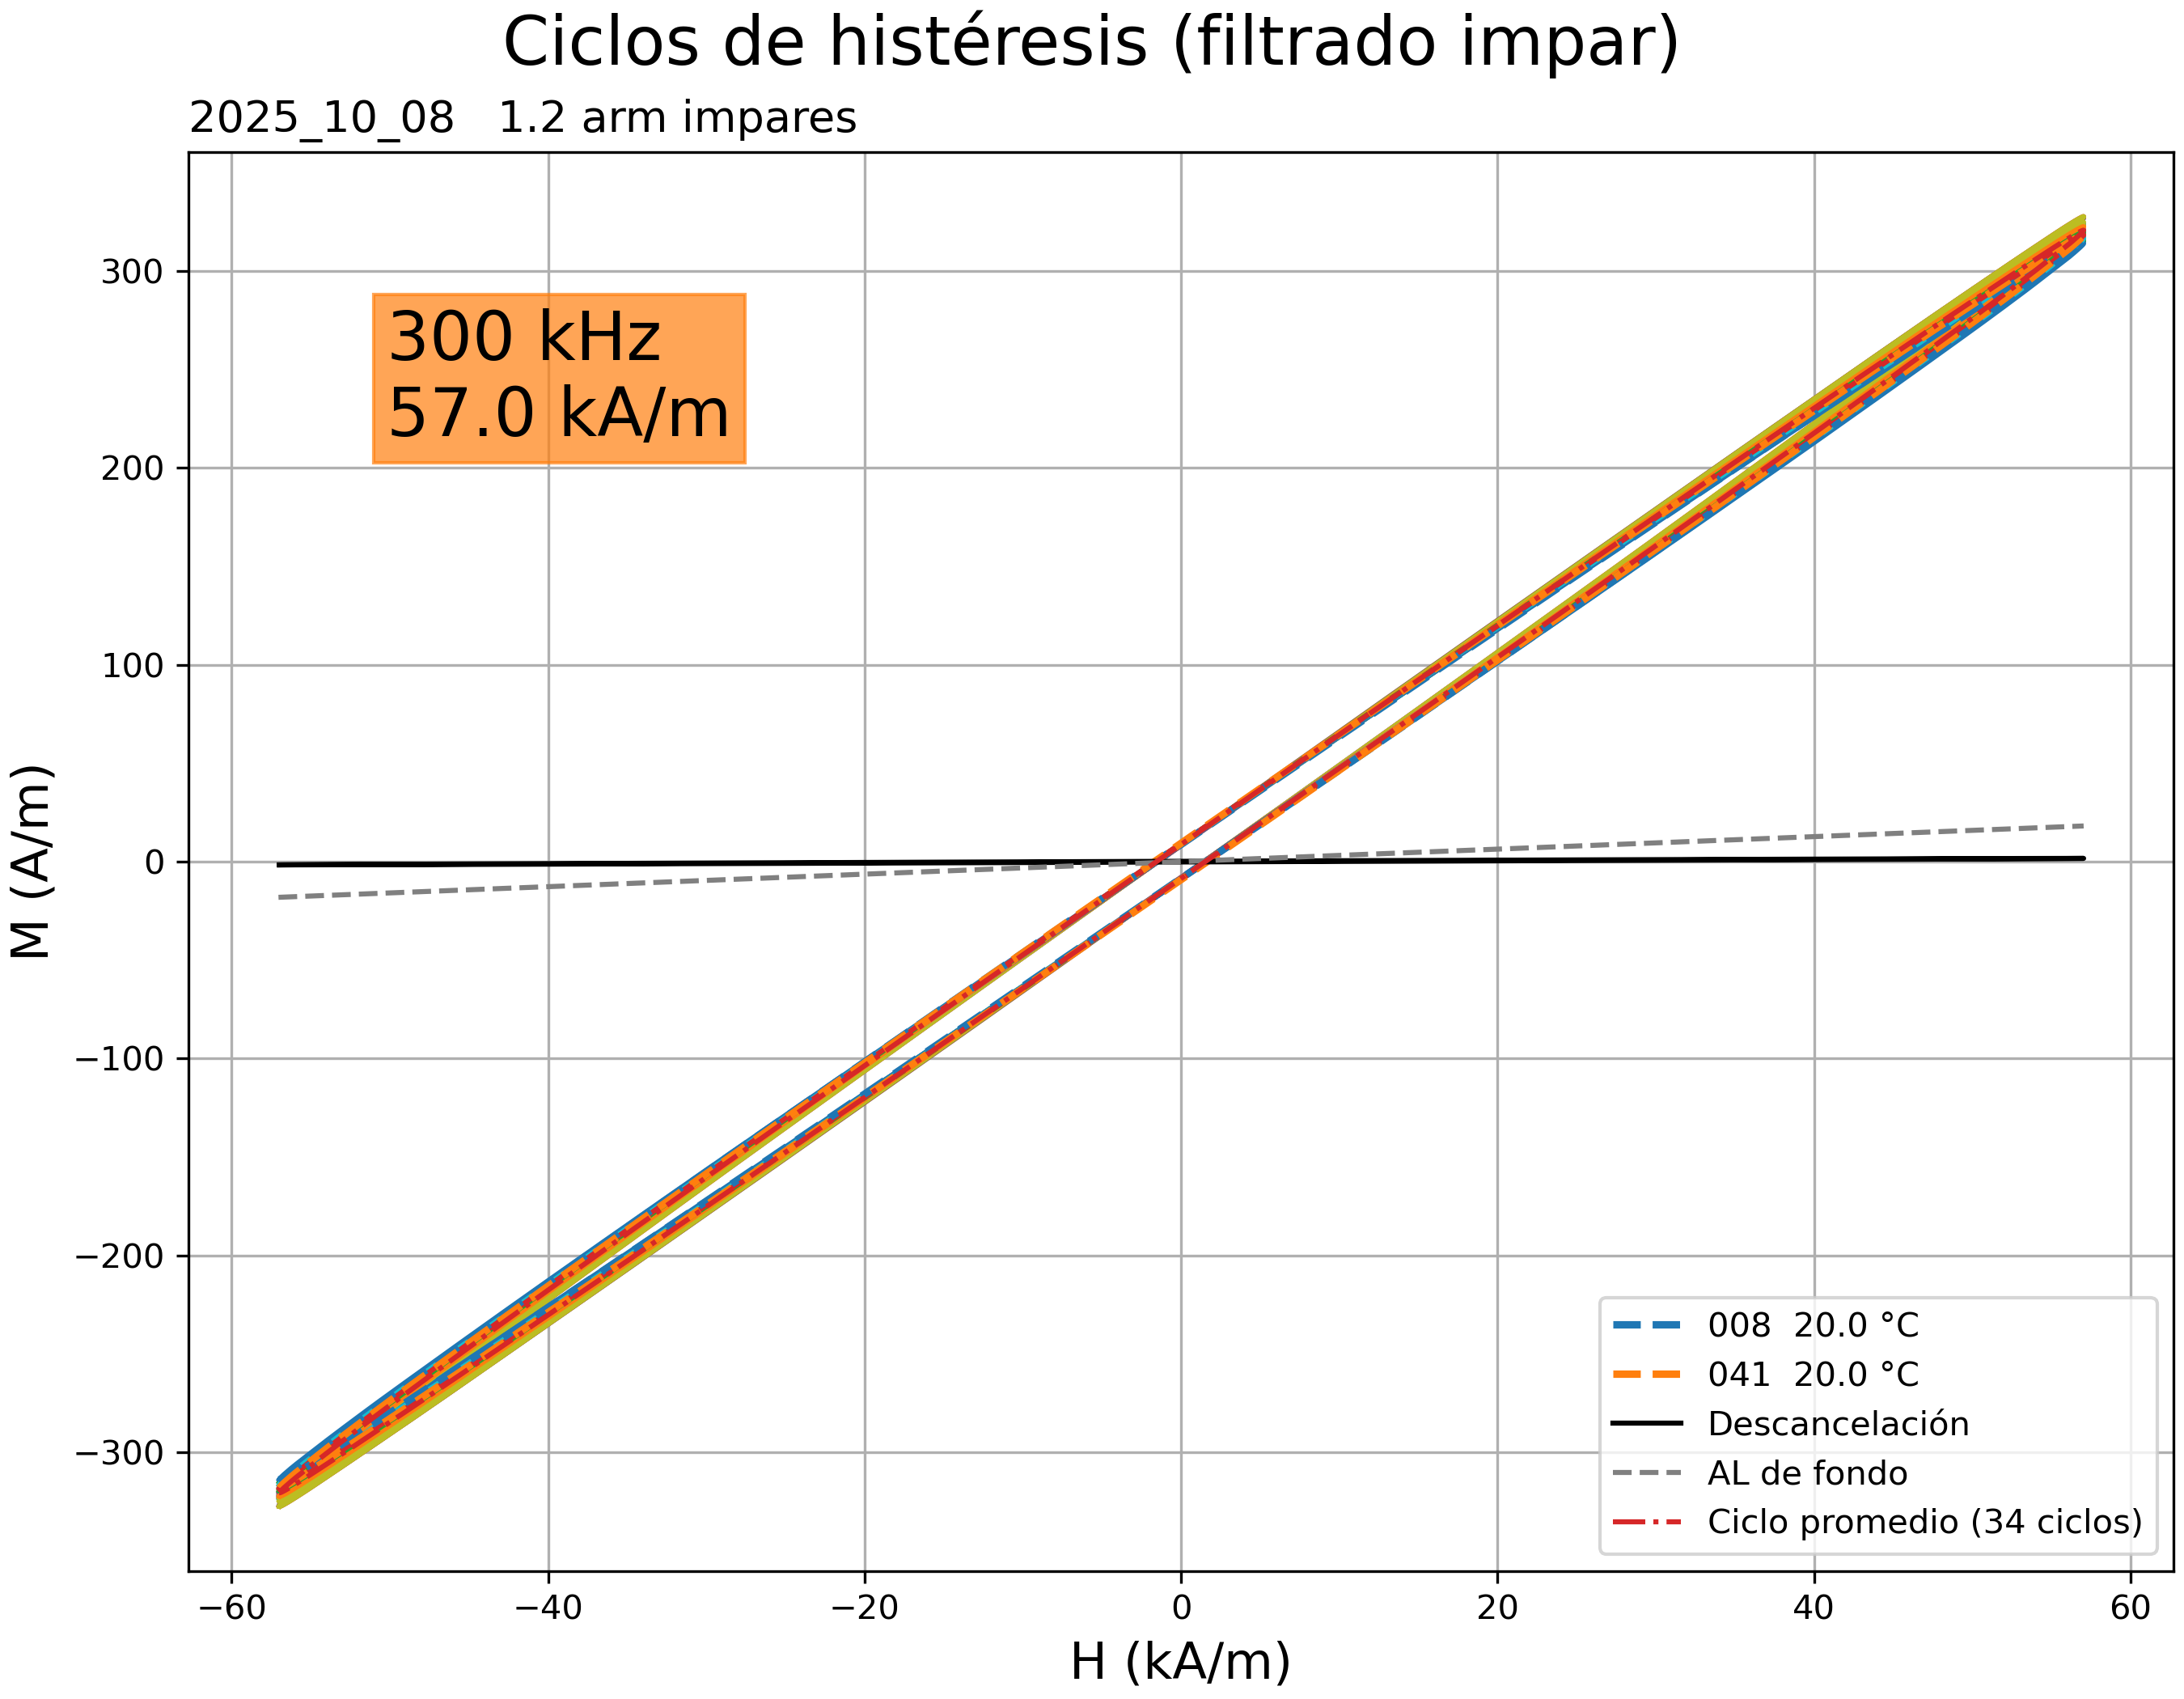 Ciclos de histéresis (filtrado impar)
2025_10_08   1.2 arm impares
300 kHz
57.0 kA/m
M (A/m)
300
200
100
0
−100
−200
−300
008  20.0 °C
041  20.0 °C
Descancelación
AL de fondo
Ciclo promedio (34 ciclos)
−60 −40 −20 0 20 40 60
H (kA/m)